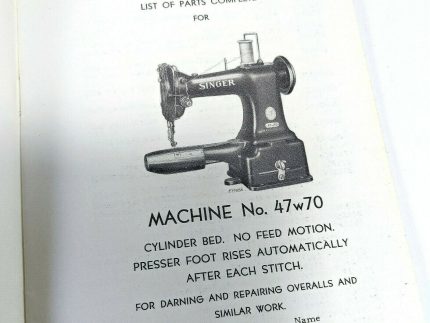 LIST OF PARTS COMPLETE
FOR
SINGER
MACHINE No. 47w70
CYLINDER BED. NO FEED MOTION.
PRESSER FOOT RISES AUTOMATICALLY
AFTER EACH STITCH.
FOR DARNING AND REPAIRING OVERALLS AND
SIMILAR WORK.
Name